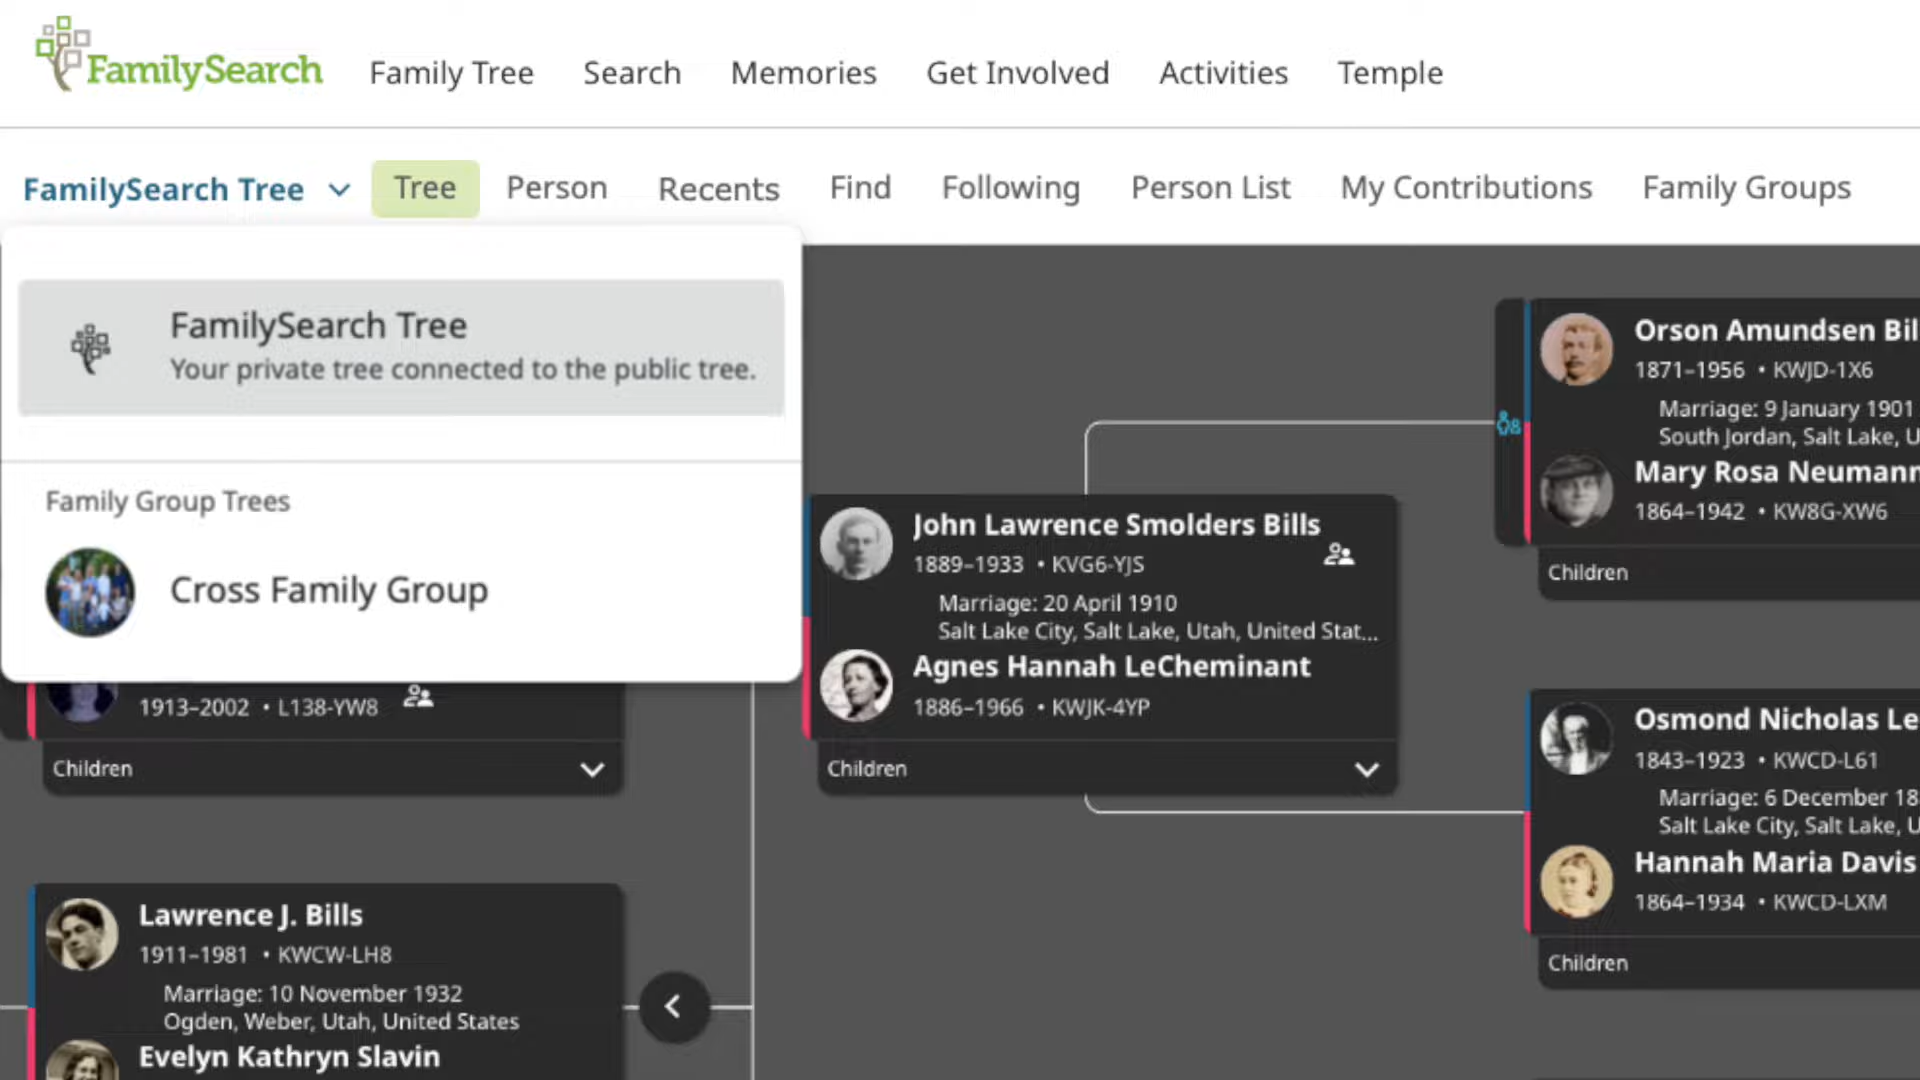 FamilySearch
Family Tree
Search
Memories
Get Involved
Activities
Temple
FamilySearch Tree
Tree
Person
Recents
Find
Following
Person List
My Contributions
Family Groups
FamilySearch Tree
Your private tree connected to the public tree.
Family Group Trees
Cross Family Group
1913–2002 • L138-YW8
Children
Lawrence J. Bills
1911–1981 • KWCW-LH8
Marriage: 10 November 1932
Ogden, Weber, Utah, United States
Evelyn Kathryn Slavin
John Lawrence Smolders Bills
1889–1933 • KVG6-YJS
Marriage: 20 April 1910
Salt Lake City, Salt Lake, Utah, United Stat...
Agnes Hannah LeCheminant
1886–1966 • KWJK-4YP
Children
Orson Amundsen Bil
1871–1956 • KWJD-1X6
Marriage: 9 January 1901
South Jordan, Salt Lake, U
Mary Rosa Neumann
1864–1942 • KW8G-XW6
Children
8
Osmond Nicholas Le
1843–1923 • KWCD-L61
Marriage: 6 December 18
Salt Lake City, Salt Lake, U
Hannah Maria Davis
1864–1934 • KWCD-LXM
Children